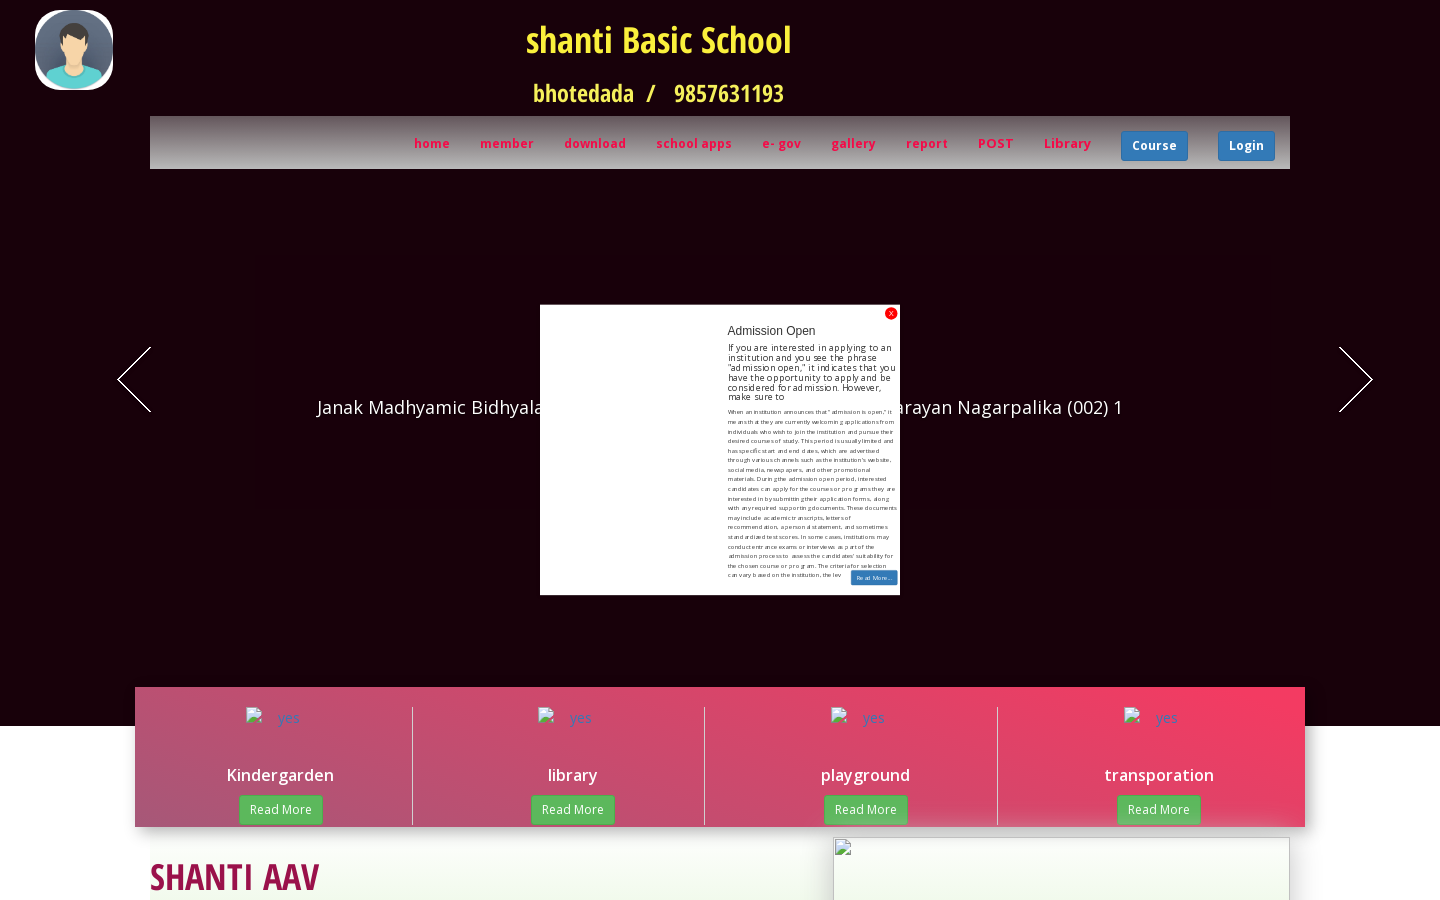 shanti Basic School
bhotedada / 9857631193
home member download school apps e- gov gallery report POST Library Course Login
X
Admission Open
If you are interested in applying to an
institution and you see the phrase
"admission open," it indicates that you
have the opportunity to apply and be
considered for admission. However,
make sure to
When an institution announces that "admission is open," it
means that they are currently welcoming applications from
individuals who wish to join the institution and pursue their
desired courses of study. This period is usually limited and
has specific start and end dates, which are advertised
through various channels such as the institution's website,
social media, newspapers, and other promotional
materials. During the admission open period, interested
candidates can apply for the courses or programs they are
interested in by submitting their application forms, along
with any required supporting documents. These documents
may include academic transcripts, letters of
recommendation, a personal statement, and sometimes
standardized test scores. In some cases, institutions may
conduct entrance exams or interviews as part of the
admission process to assess the candidates' suitability for
the chosen course or program. The criteria for selection
can vary based on the institution, the lev
Read More...
Janak Madhyamic Bidhyala arayan Nagarpalika (002) 1
yes yes yes yes
Kindergarden library playground transporation
Read More Read More Read More Read More
SHANTI AAV